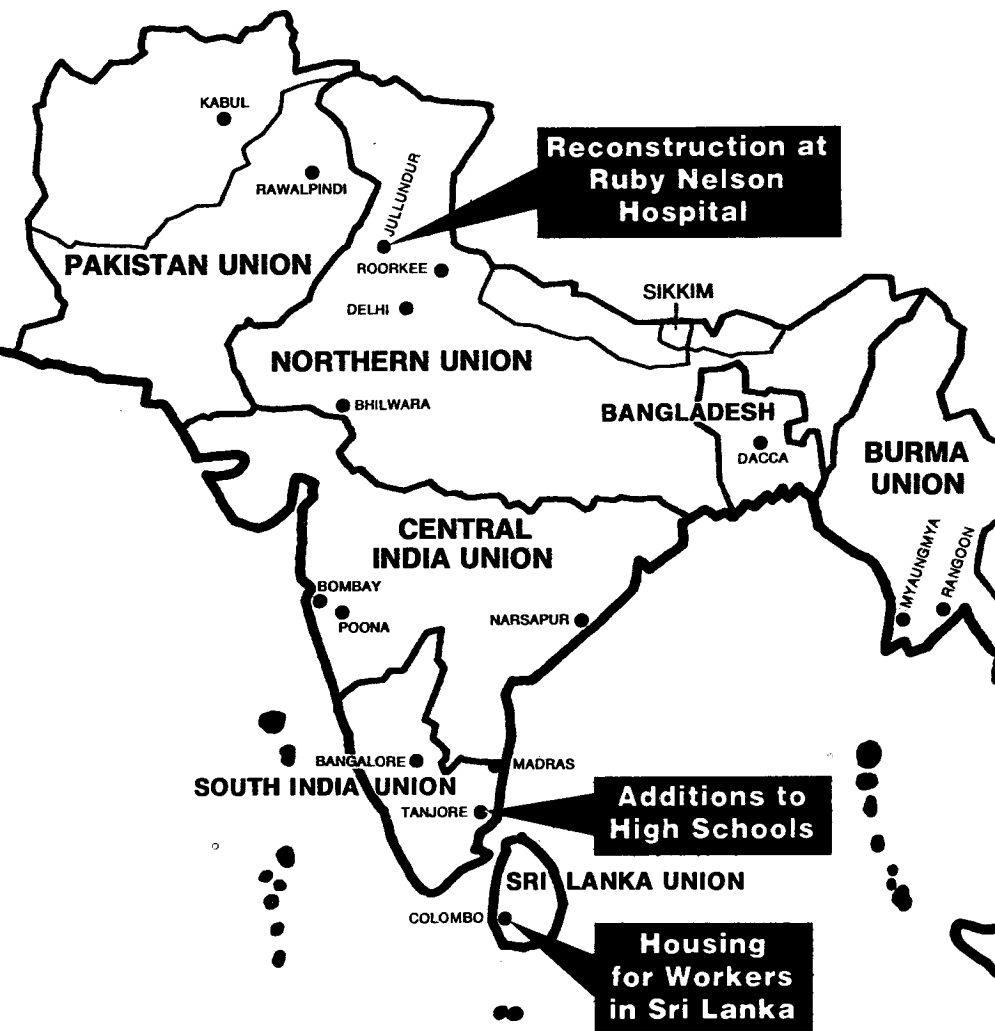 KABUL
RAWALPINDI
JULLUNDUR
Reconstruction at
Ruby Nelson
Hospital
PAKISTAN UNION
ROORKEE
DELHI
SIKKIM
NORTHERN UNION
BHILWARA
BANGLADESH
DACCA
BURMA
UNION
CENTRAL
INDIA UNION
MYAUNGMYA
RANGOON
BOMBAY
POONA
NARSAPUR
BANGALORE
MADRAS
SOUTH INDIA UNION
TANJORE
Additions to
High Schools
SRI LANKA UNION
COLOMBO
Housing
for Workers
in Sri Lanka